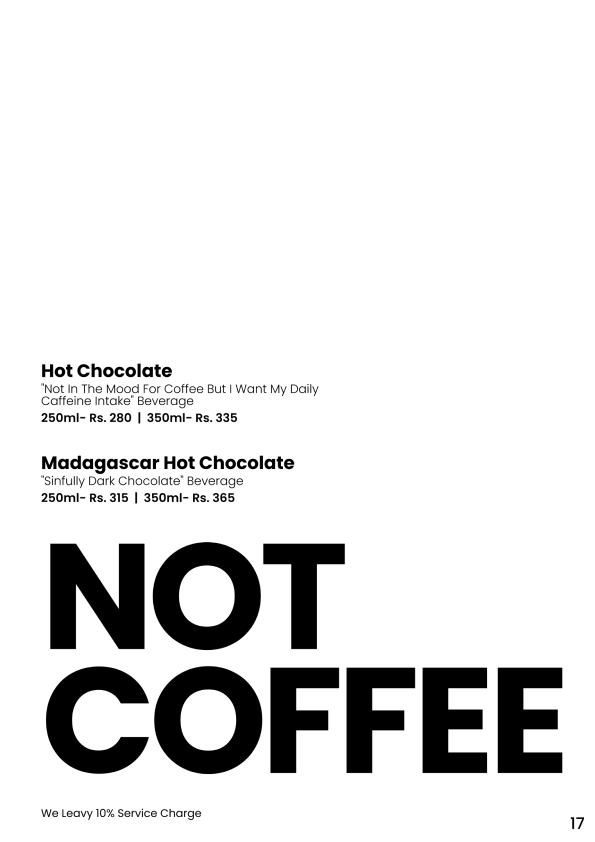 Hot Chocolate
"Not In The Mood For Coffee But I Want My Daily
Caffeine Intake" Beverage
250ml- Rs. 280 | 350ml- Rs. 335
Madagascar Hot Chocolate
"Sinfully Dark Chocolate" Beverage
250ml- Rs. 315 | 350ml- Rs. 365
NOT
COFFEE
We Leavy 10% Service Charge
17